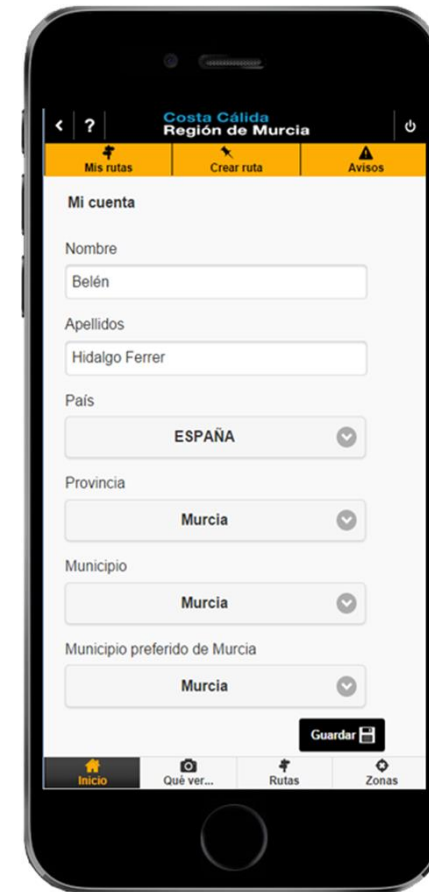 ?
Costa Cálida
Región de Murcia
Mis rutas
Crear ruta
Avisos
Mi cuenta
Nombre
Belén
Apellidos
Hidalgo Ferrer
País
ESPAÑA
Provincia
Murcia
Municipio
Murcia
Municipio preferido de Murcia
Murcia
Guardar
Inicio
Qué ver...
Rutas
Zonas